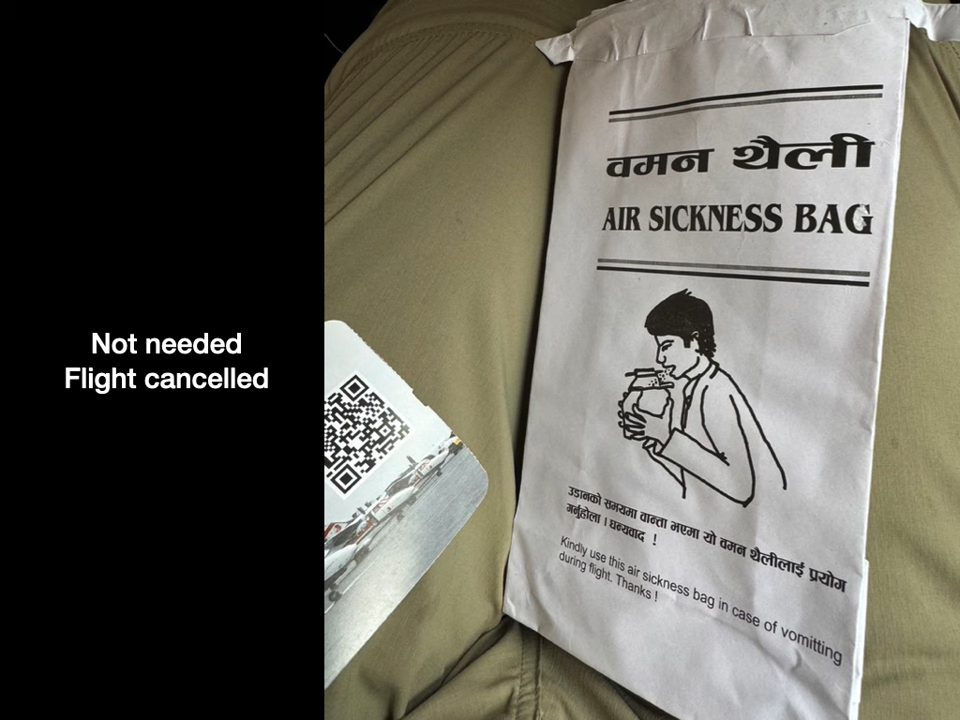 Not needed
Flight cancelled
वमन थैली
AIR SICKNESS BAG
उडानको समयमा वान्ता भएमा यो वमन थैलीलाई प्रयोग
गर्नुहोला । धन्यवाद !
Kindly use this air sickness bag in case of vomitting
during flight. Thanks !